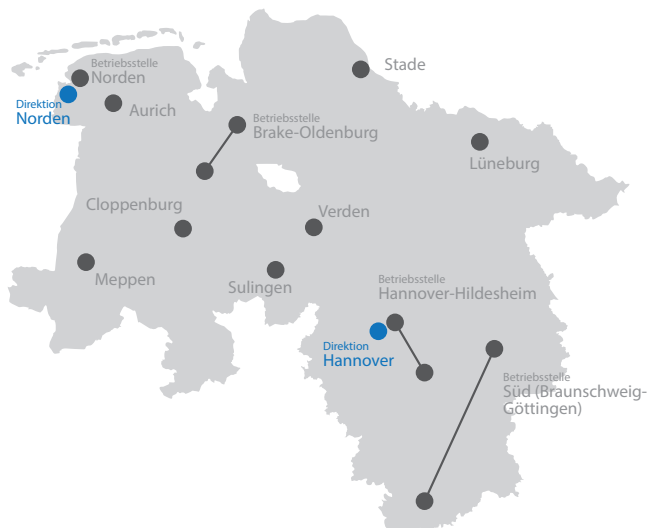 Betriebsstelle
Norden
Direktion
Norden
Aurich
Stade
Betriebsstelle
Brake-Oldenburg
Lüneburg
Cloppenburg
Verden
Meppen
Sulingen
Betriebsstelle
Hannover-Hildesheim
Direktion
Hannover
Betriebsstelle
Süd (Braunschweig-
Göttingen)